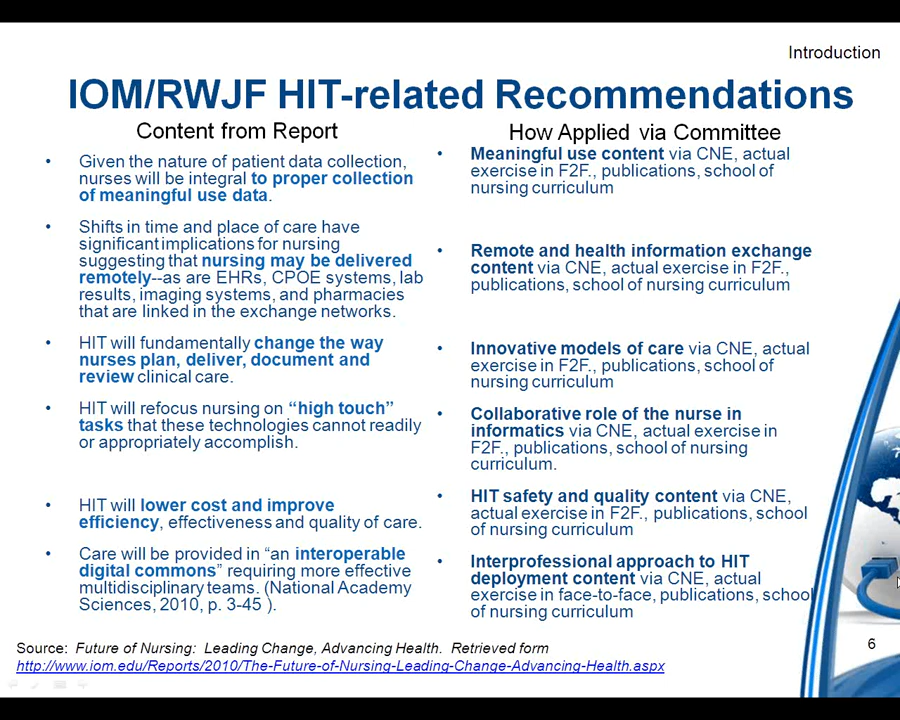 Introduction
IOM/RWJF HIT-related Recommendations
Content from Report
• Given the nature of patient data collection,
nurses will be integral to proper collection
of meaningful use data.
• Shifts in time and place of care have
significant implications for nursing
suggesting that nursing may be delivered
remotely--as are EHRs, CPOE systems, lab
results, imaging systems, and pharmacies
that are linked in the exchange networks.
• HIT will fundamentally change the way
nurses plan, deliver, document and
review clinical care.
• HIT will refocus nursing on “high touch”
tasks that these technologies cannot readily
or appropriately accomplish.
• HIT will lower cost and improve
efficiency, effectiveness and quality of care.
• Care will be provided in “an interoperable
digital commons” requiring more effective
multidisciplinary teams. (National Academy
Sciences, 2010, p. 3-45 ).
How Applied via Committee
• Meaningful use content via CNE, actual
exercise in F2F., publications, school of
nursing curriculum
• Remote and health information exchange
content via CNE, actual exercise in F2F.,
publications, school of nursing curriculum
• Innovative models of care via CNE, actual
exercise in F2F., publications, school of
nursing curriculum
• Collaborative role of the nurse in
informatics via CNE, actual exercise in
F2F., publications, school of nursing
curriculum.
• HIT safety and quality content via CNE,
actual exercise in F2F., publications, school
of nursing curriculum
• Interprofessional approach to HIT
deployment content via CNE, actual
exercise in face-to-face, publications, school
of nursing curriculum
Source: Future of Nursing: Leading Change, Advancing Health. Retrieved form
http://www.iom.edu/Reports/2010/The-Future-of-Nursing-Leading-Change-Advancing-Health.aspx
6